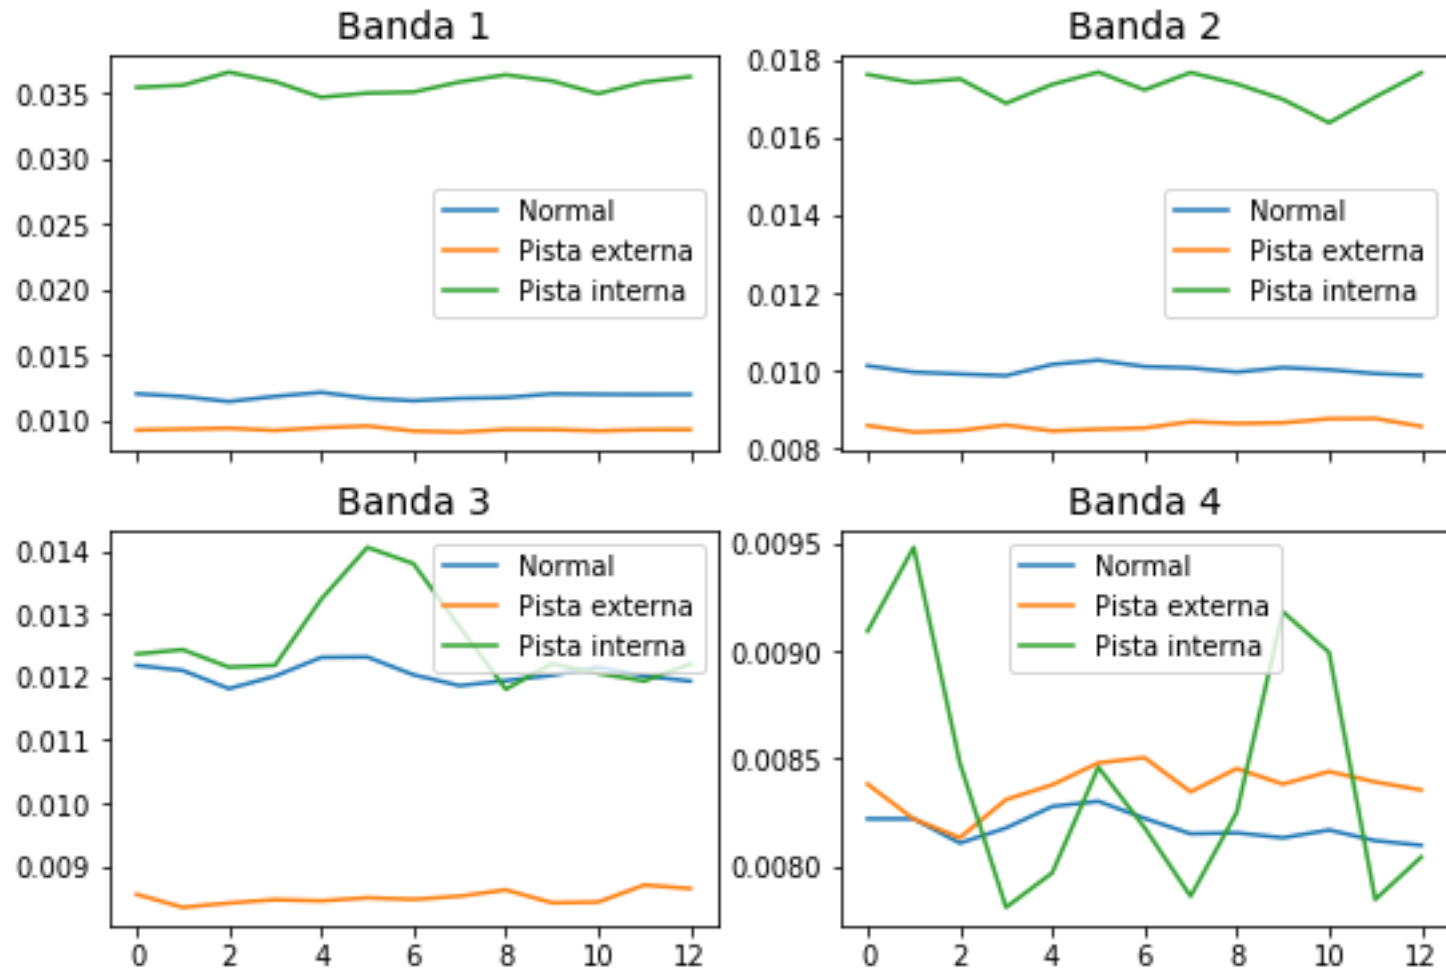 Banda 1
0.035
0.030
0.025
0.020
0.015
0.010
Normal
Pista externa
Pista interna
Banda 2
0.018
0.016
0.014
0.012
0.010
0.008
Normal
Pista externa
Pista interna
Banda 3
0.014
0.013
0.012
0.011
0.010
0.009
Normal
Pista externa
Pista interna
0 2 4 6 8 10 12
Banda 4
0.0095
0.0090
0.0085
0.0080
Normal
Pista externa
Pista interna
0 2 4 6 8 10 12